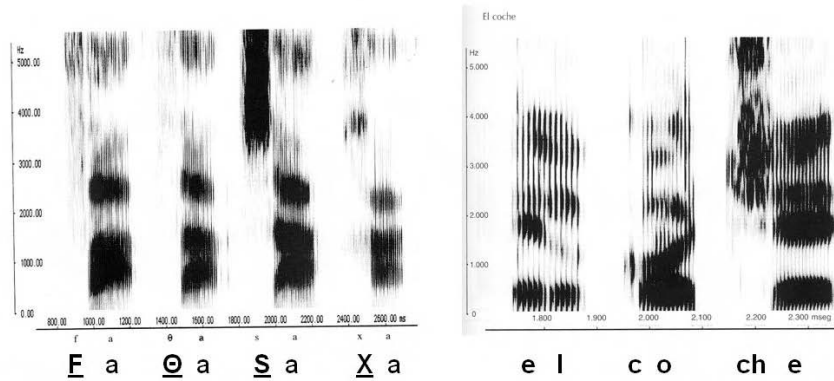 Hz
5000.00
4000.00
3000.00
2000.00
1000.00
0.00
800.00 1000.00 1200.00 1400.00 1600.00 1800.00 2000.00 2200.00 2400.00 2600.00 ms
f a θ a s a x a
F a Θ a S a X a
El coche
Hz
5.000
4.000
3.000
2.000
1.000
0
1.800 1.900 2.000 2.100 2.200 2.300 mseg
e l c o ch e